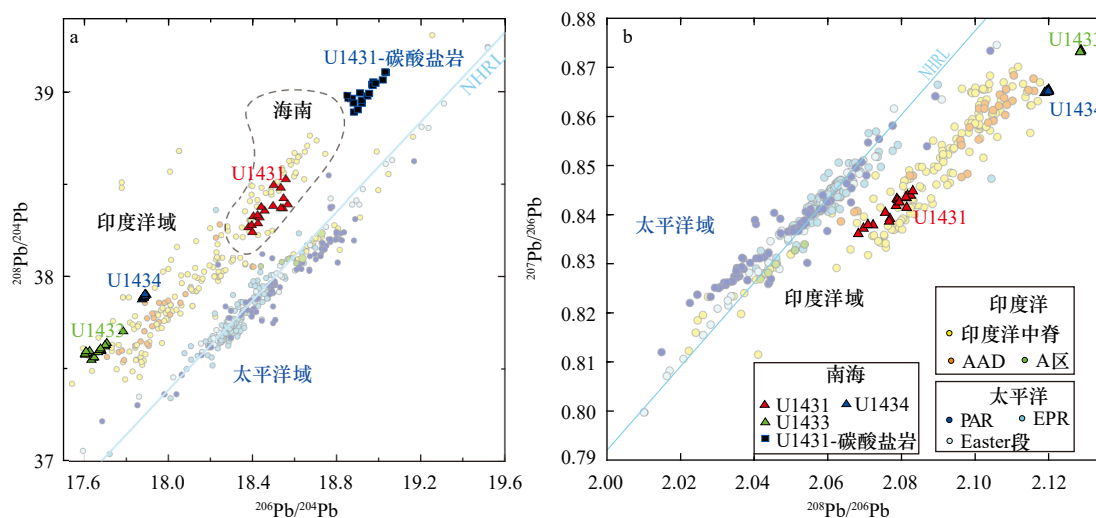 a
U1431-碳酸盐岩
NHRL
海南
U1431
印度洋域
U1434
U1433
太平洋域
39
38
37
17.6
18.0
18.4
18.8
19.2
19.6
²⁰⁸Pb/²⁰⁴Pb
²⁰⁶Pb/²⁰⁴Pb
b
U1433
NHRL
U1434
U1431
太平洋域
印度洋域
0.88
0.87
0.86
0.85
0.84
0.83
0.82
0.81
0.80
0.79
2.00
2.02
2.04
2.06
2.08
2.10
2.12
²⁰⁷Pb/²⁰⁶Pb
²⁰⁸Pb/²⁰⁶Pb
南海
U1431
U1434
U1433
U1431-碳酸盐岩
印度洋
印度洋中脊
AAD
A区
太平洋
PAR
EPR
Easter段